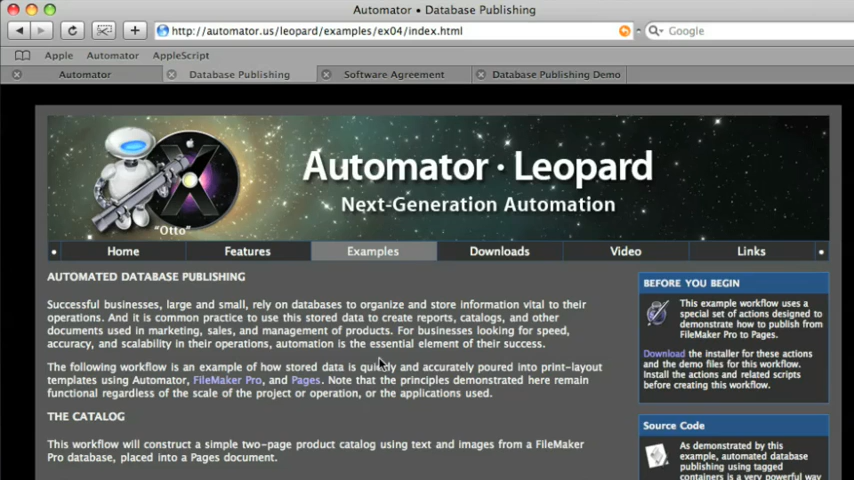 Automator • Database Publishing
http://automator.us/leopard/examples/ex04/index.html
Google
Apple Automator AppleScript
Automator Database Publishing Software Agreement Database Publishing Demo
Automator · Leopard
Next-Generation Automation
"Otto"
Home Features Examples Downloads Video Links
AUTOMATED DATABASE PUBLISHING
Successful businesses, large and small, rely on databases to organize and store information vital to their
operations. And it is common practice to use this stored data to create reports, catalogs, and other
documents used in marketing, sales, and management of products. For businesses looking for speed,
accuracy, and scalability in their operations, automation is the essential element of their success.
The following workflow is an example of how stored data is quickly and accurately poured into print-layout
templates using Automator, FileMaker Pro, and Pages. Note that the principles demonstrated here remain
functional regardless of the scale of the project or operation, or the applications used.
THE CATALOG
This workflow will construct a simple two-page product catalog using text and images from a FileMaker
Pro database, placed into a Pages document.
BEFORE YOU BEGIN
This example workflow uses a
special set of actions designed to
demonstrate how to publish from
FileMaker Pro to Pages.
Download the installer for these actions
and the demo files for this workflow.
Install the actions and related scripts
before creating this workflow.
Source Code
As demonstrated by this
example, automated database
publishing using tagged
containers is a very powerful way